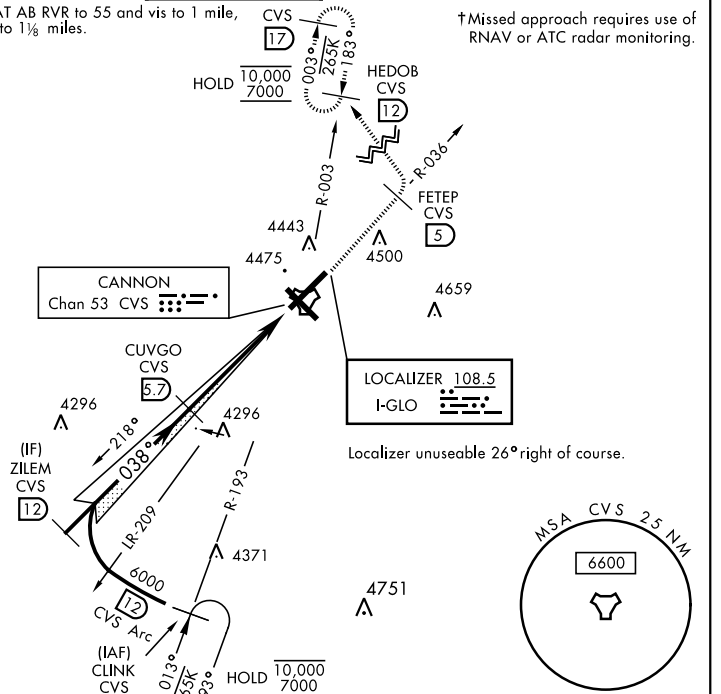 AT AB RVR to 55 and vis to 1 mile,
to 1⅛ miles.
†Missed approach requires use of
RNAV or ATC radar monitoring.
CVS
17
HOLD 10,000
7000
003°
265K
183°
HEDOB
CVS
12
R-003
R-036
FETEP
CVS
5
4443
4475
4500
4659
CANNON
Chan 53 CVS
LOCALIZER 108.5
I-GLO
CUVGO
CVS
5.7
4296
4296
218°
038°
Localizer unuseable 26° right of course.
(IF)
ZILEM
CVS
12
LR-209
R-193
4371
4751
6000
12
CVS Arc
(IAF)
CLINK
CVS
013°
HOLD 10,000
7000
MSA CVS 25 NM
6600